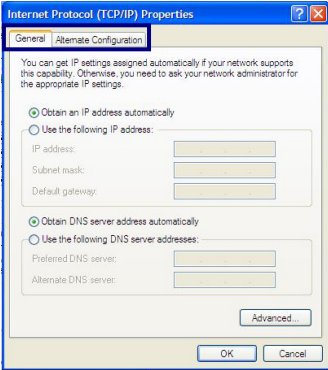 Internet Protocol (TCP/IP) Properties
General Alternate Configuration
You can get IP settings assigned automatically if your network supports
this capability. Otherwise, you need to ask your network administrator for
the appropriate IP settings.
Obtain an IP address automatically
Use the following IP address:
IP address:
Subnet mask:
Default gateway:
Obtain DNS server address automatically
Use the following DNS server addresses:
Preferred DNS server:
Alternate DNS server:
Advanced...
OK Cancel